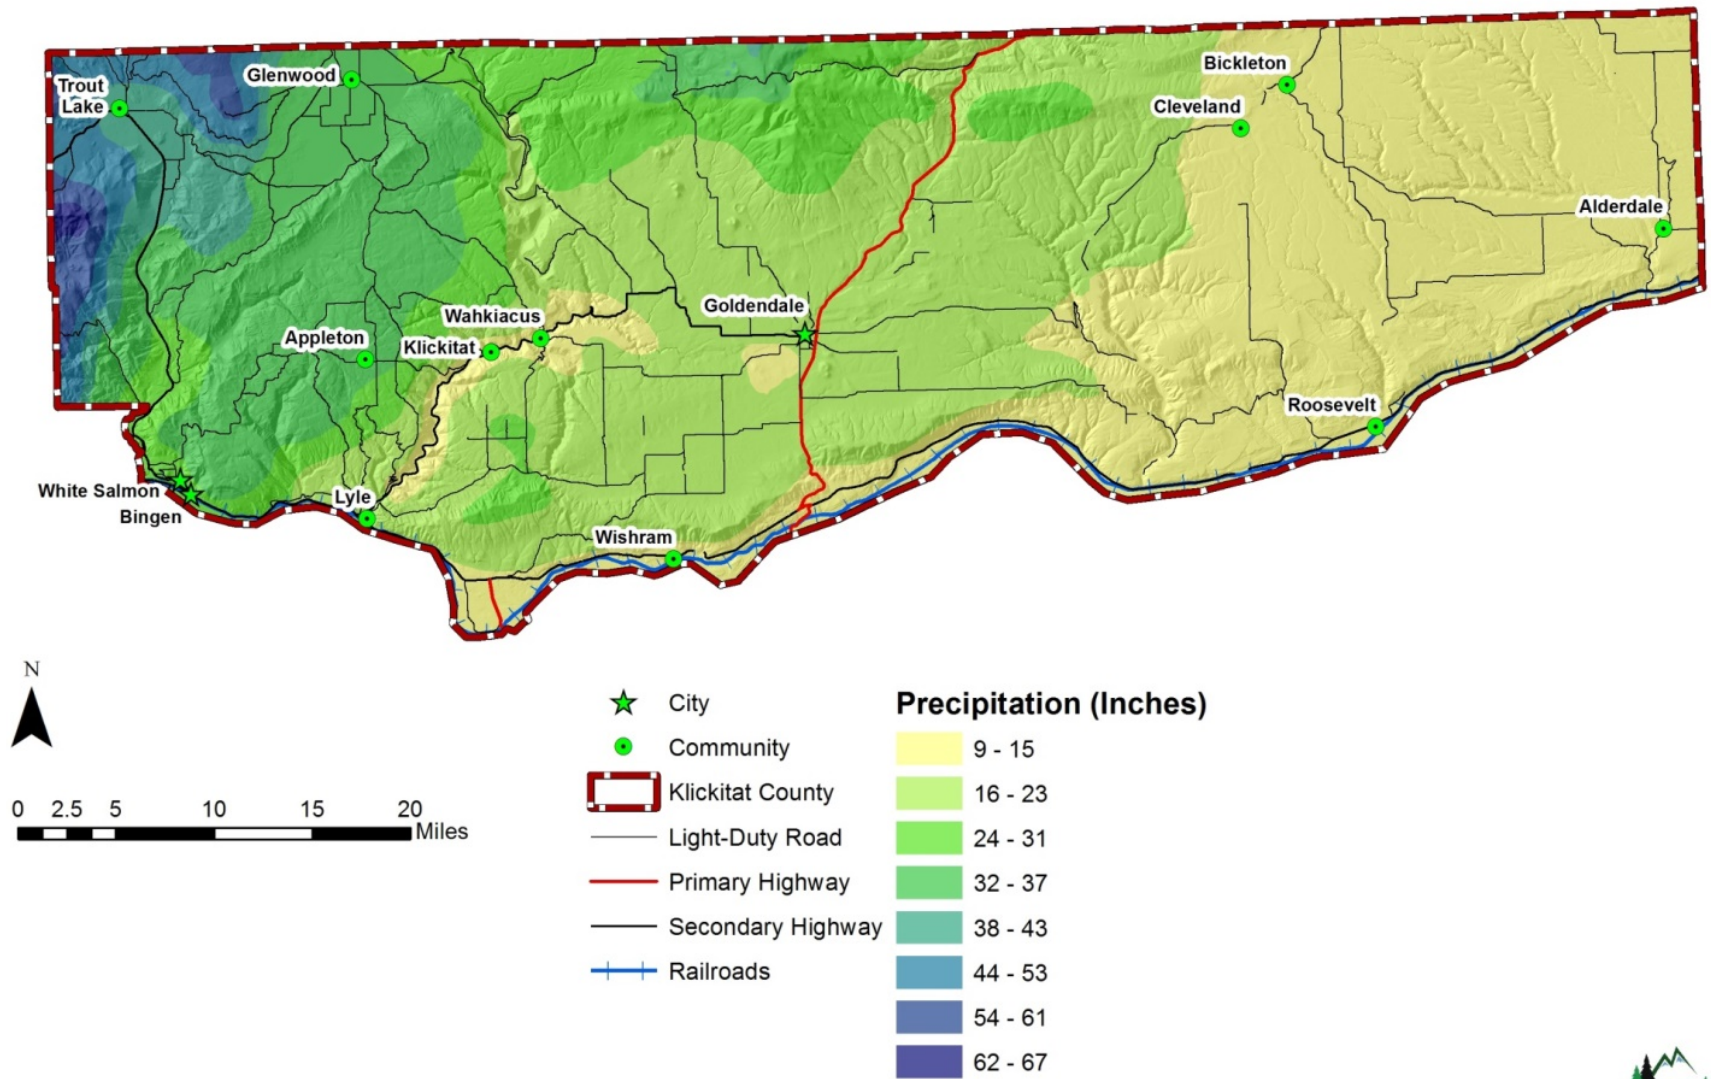 Trout
Lake
Glenwood
Bickleton
Cleveland
Alderdale
Goldendale
Wahkiacus
Klickitat
Appleton
Roosevelt
White Salmon
Bingen
Lyle
Wishram
N
0 2.5 5 10 15 20
Miles
City
Community
Klickitat County
Light-Duty Road
Primary Highway
Secondary Highway
Railroads
Precipitation (Inches)
9 - 15
16 - 23
24 - 31
32 - 37
38 - 43
44 - 53
54 - 61
62 - 67